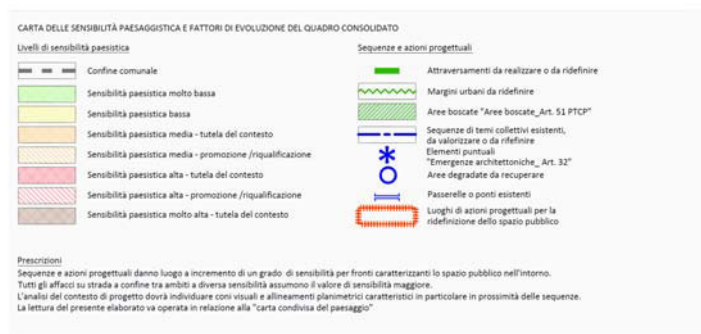 CARTA DELLE SENSIBILITÀ PAESAGGISTICA E FATTORI DI EVOLUZIONE DEL QUADRO CONSOLIDATO
Livelli di sensibilità paesistica
Confine comunale
Sensibilità paesistica molto bassa
Sensibilità paesistica bassa
Sensibilità paesistica media - tutela del contesto
Sensibilità paesistica media - promozione /riqualificazione
Sensibilità paesistica alta - tutela del contesto
Sensibilità paesistica alta - promozione /riqualificazione
Sensibilità paesistica molto alta - tutela del contesto
Sequenze e azioni progettuali
Attraversamenti da realizzare o da ridefinire
Margini urbani da ridefinire
Aree boscate "Aree boscate_Art. 51 PTCP"
Sequenze di temi collettivi esistenti,
da valorizzare o da rifefinire
Elementi puntuali
"Emergenze architettoniche_ Art. 32"
Aree degradate da recuperare
Passerelle o ponti esistenti
Luoghi di azioni progettuali per la
ridefinizione dello spazio pubblico
Prescrizioni
Sequenze e azioni progettuali danno luogo a incremento di un grado di sensibilità per fronti caratterizzanti lo spazio pubblico nell'intorno.
Tutti gli affacci su strada a confine tra ambiti a diversa sensibilità assumono il valore di sensibilità maggiore.
L'analisi del contesto di progetto dovrà individuare coni visuali e allineamenti planimetrici caratteristici in particolare in prossimità delle sequenze.
La lettura del presente elaborato va operata in relazione alla "carta condivisa del paesaggio"